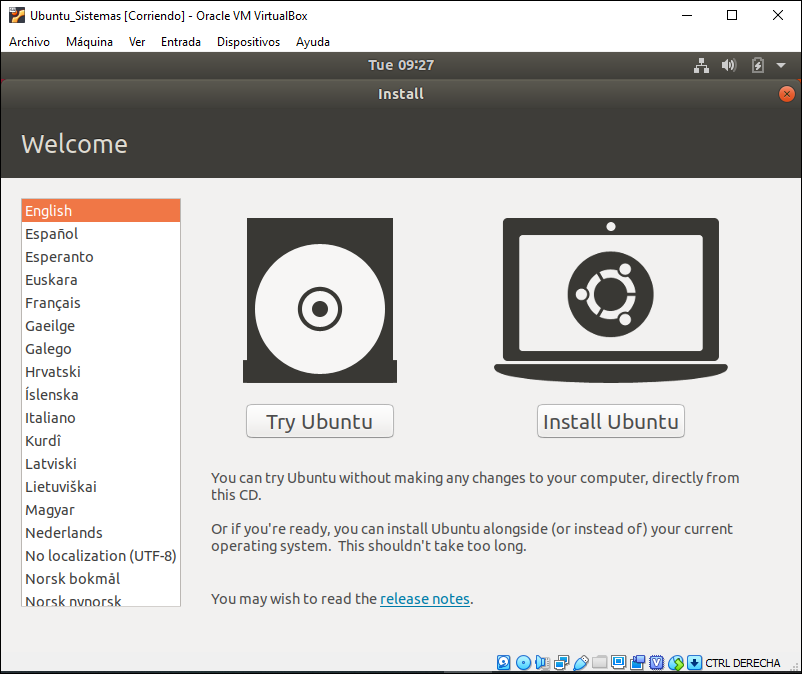 Ubuntu_Sistemas [Corriendo] - Oracle VM VirtualBox
Archivo Máquina Ver Entrada Dispositivos Ayuda
Tue 09:27
Install
Welcome
English
Español
Esperanto
Euskara
Français
Gaeilge
Galego
Hrvatski
Íslenska
Italiano
Kurdî
Latviski
Lietuviškai
Magyar
Nederlands
No localization (UTF-8)
Norsk bokmål
Norsk nynorsk
Try Ubuntu
Install Ubuntu
You can try Ubuntu without making any changes to your computer, directly from
this CD.
Or if you're ready, you can install Ubuntu alongside (or instead of) your current
operating system. This shouldn't take too long.
You may wish to read the release notes.
CTRL DERECHA